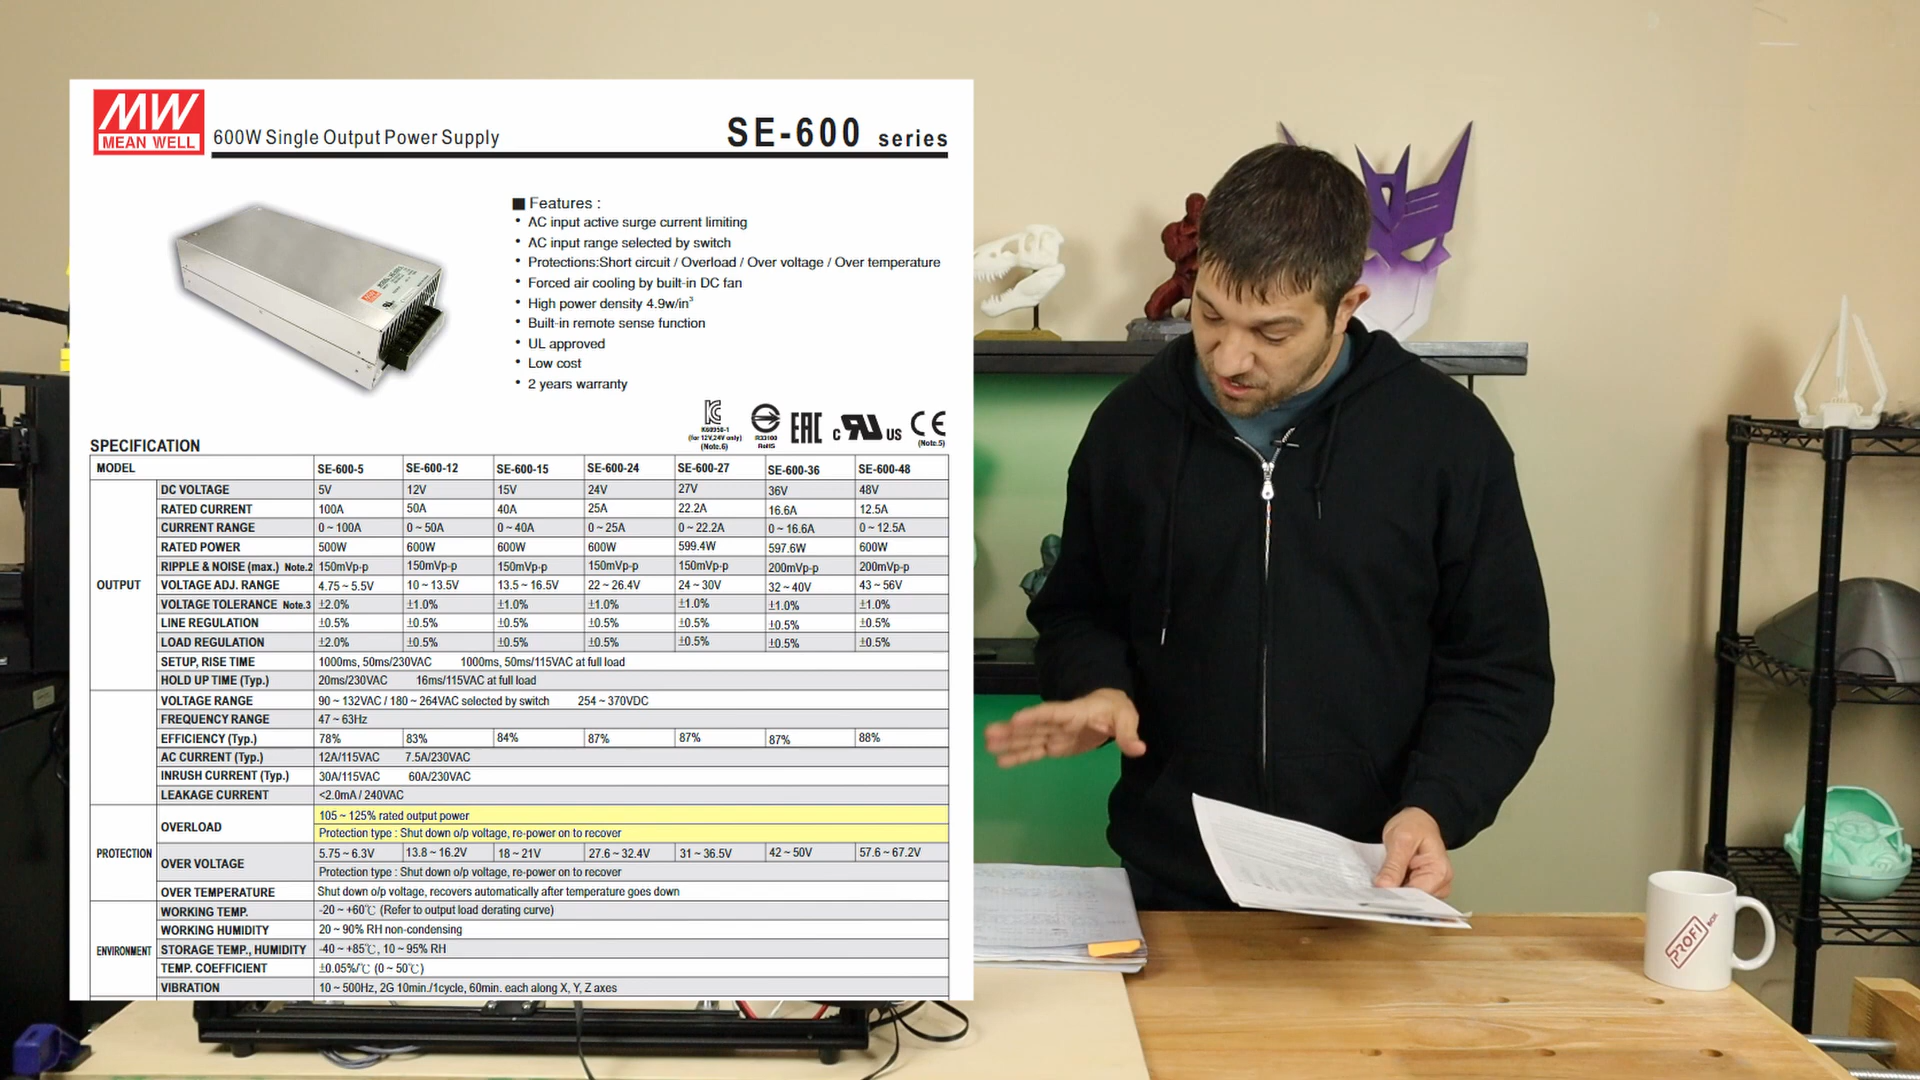 MW
MEAN WELL
600W Single Output Power Supply
SE-600 series
■ Features :
• AC input active surge current limiting
• AC input range selected by switch
• Protections:Short circuit / Overload / Over voltage / Over temperature
• Forced air cooling by built-in DC fan
• High power density 4.9w/in³
• Built-in remote sense function
• UL approved
• Low cost
• 2 years warranty
K60950-1
(for 12V,24V only)
(Note.6)
R33100
RoHS
EAC
c RU US
CE
(Note.5)
SPECIFICATION
MODEL SE-600-5 SE-600-12 SE-600-15 SE-600-24 SE-600-27 SE-600-36 SE-600-48
OUTPUT
DC VOLTAGE 5V 12V 15V 24V 27V 36V 48V
RATED CURRENT 100A 50A 40A 25A 22.2A 16.6A 12.5A
CURRENT RANGE 0 ~ 100A 0 ~ 50A 0 ~ 40A 0 ~ 25A 0 ~ 22.2A 0 ~ 16.6A 0 ~ 12.5A
RATED POWER 500W 600W 600W 600W 599.4W 597.6W 600W
RIPPLE & NOISE (max.) Note.2 150mVp-p 150mVp-p 150mVp-p 150mVp-p 150mVp-p 200mVp-p 200mVp-p
VOLTAGE ADJ. RANGE 4.75 ~ 5.5V 10 ~ 13.5V 13.5 ~ 16.5V 22 ~ 26.4V 24 ~ 30V 32 ~ 40V 43 ~ 56V
VOLTAGE TOLERANCE Note.3 ±2.0% ±1.0% ±1.0% ±1.0% ±1.0% ±1.0% ±1.0%
LINE REGULATION ±0.5% ±0.5% ±0.5% ±0.5% ±0.5% ±0.5% ±0.5%
LOAD REGULATION ±2.0% ±0.5% ±0.5% ±0.5% ±0.5% ±0.5% ±0.5%
SETUP, RISE TIME 1000ms, 50ms/230VAC 1000ms, 50ms/115VAC at full load
HOLD UP TIME (Typ.) 20ms/230VAC 16ms/115VAC at full load
VOLTAGE RANGE 90 ~ 132VAC / 180 ~ 264VAC selected by switch 254 ~ 370VDC
FREQUENCY RANGE 47 ~ 63Hz
EFFICIENCY (Typ.) 78% 83% 84% 87% 87% 87% 88%
AC CURRENT (Typ.) 12A/115VAC 7.5A/230VAC
INRUSH CURRENT (Typ.) 30A/115VAC 60A/230VAC
LEAKAGE CURRENT <2.0mA / 240VAC
PROTECTION
OVERLOAD 105 ~ 125% rated output power
Protection type : Shut down o/p voltage, re-power on to recover
OVER VOLTAGE 5.75 ~ 6.3V 13.8 ~ 16.2V 18 ~ 21V 27.6 ~ 32.4V 31 ~ 36.5V 42 ~ 50V 57.6 ~ 67.2V
Protection type : Shut down o/p voltage, re-power on to recover
OVER TEMPERATURE Shut down o/p voltage, recovers automatically after temperature goes down
ENVIRONMENT
WORKING TEMP. -20 ~ +60℃ (Refer to output load derating curve)
WORKING HUMIDITY 20 ~ 90% RH non-condensing
STORAGE TEMP., HUMIDITY -40 ~ +85℃, 10 ~ 95% RH
TEMP. COEFFICIENT ±0.05%/℃ (0 ~ 50℃)
VIBRATION 10 ~ 500Hz, 2G 10min./1cycle, 60min. each along X, Y, Z axes
PROFI
BOX